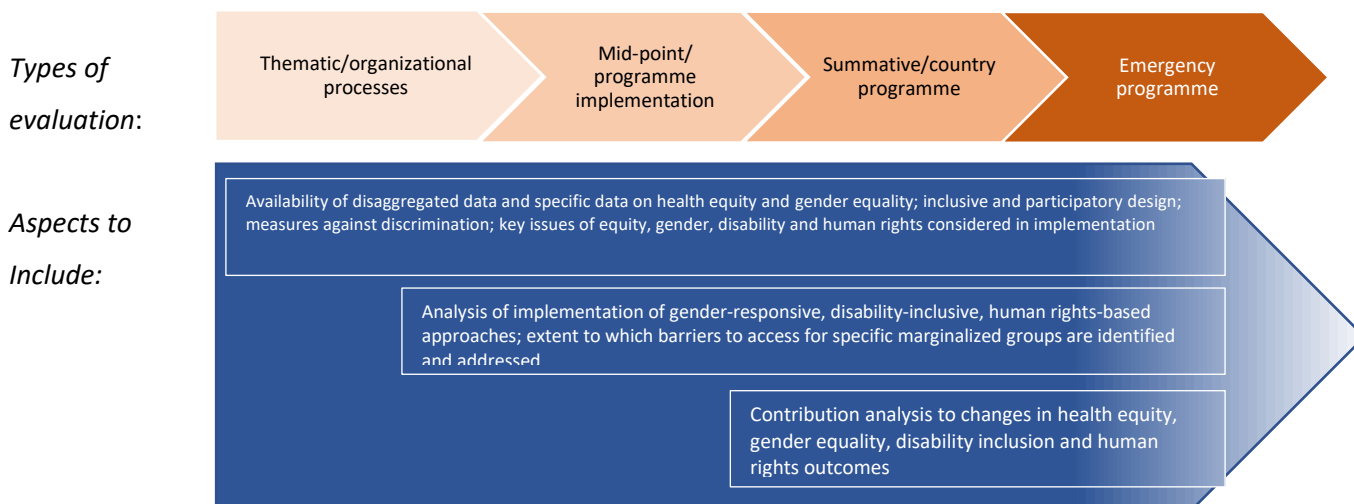 Types of
evaluation:
Thematic/organizational
processes
Mid-point/
programme
implementation
Summative/country
programme
Emergency
programme
Aspects to
Include:
Availability of disaggregated data and specific data on health equity and gender equality; inclusive and participatory design;
measures against discrimination; key issues of equity, gender, disability and human rights considered in implementation
Analysis of implementation of gender-responsive, disability-inclusive, human rights-based
approaches; extent to which barriers to access for specific marginalized groups are identified
and addressed
Contribution analysis to changes in health equity,
gender equality, disability inclusion and human
rights outcomes